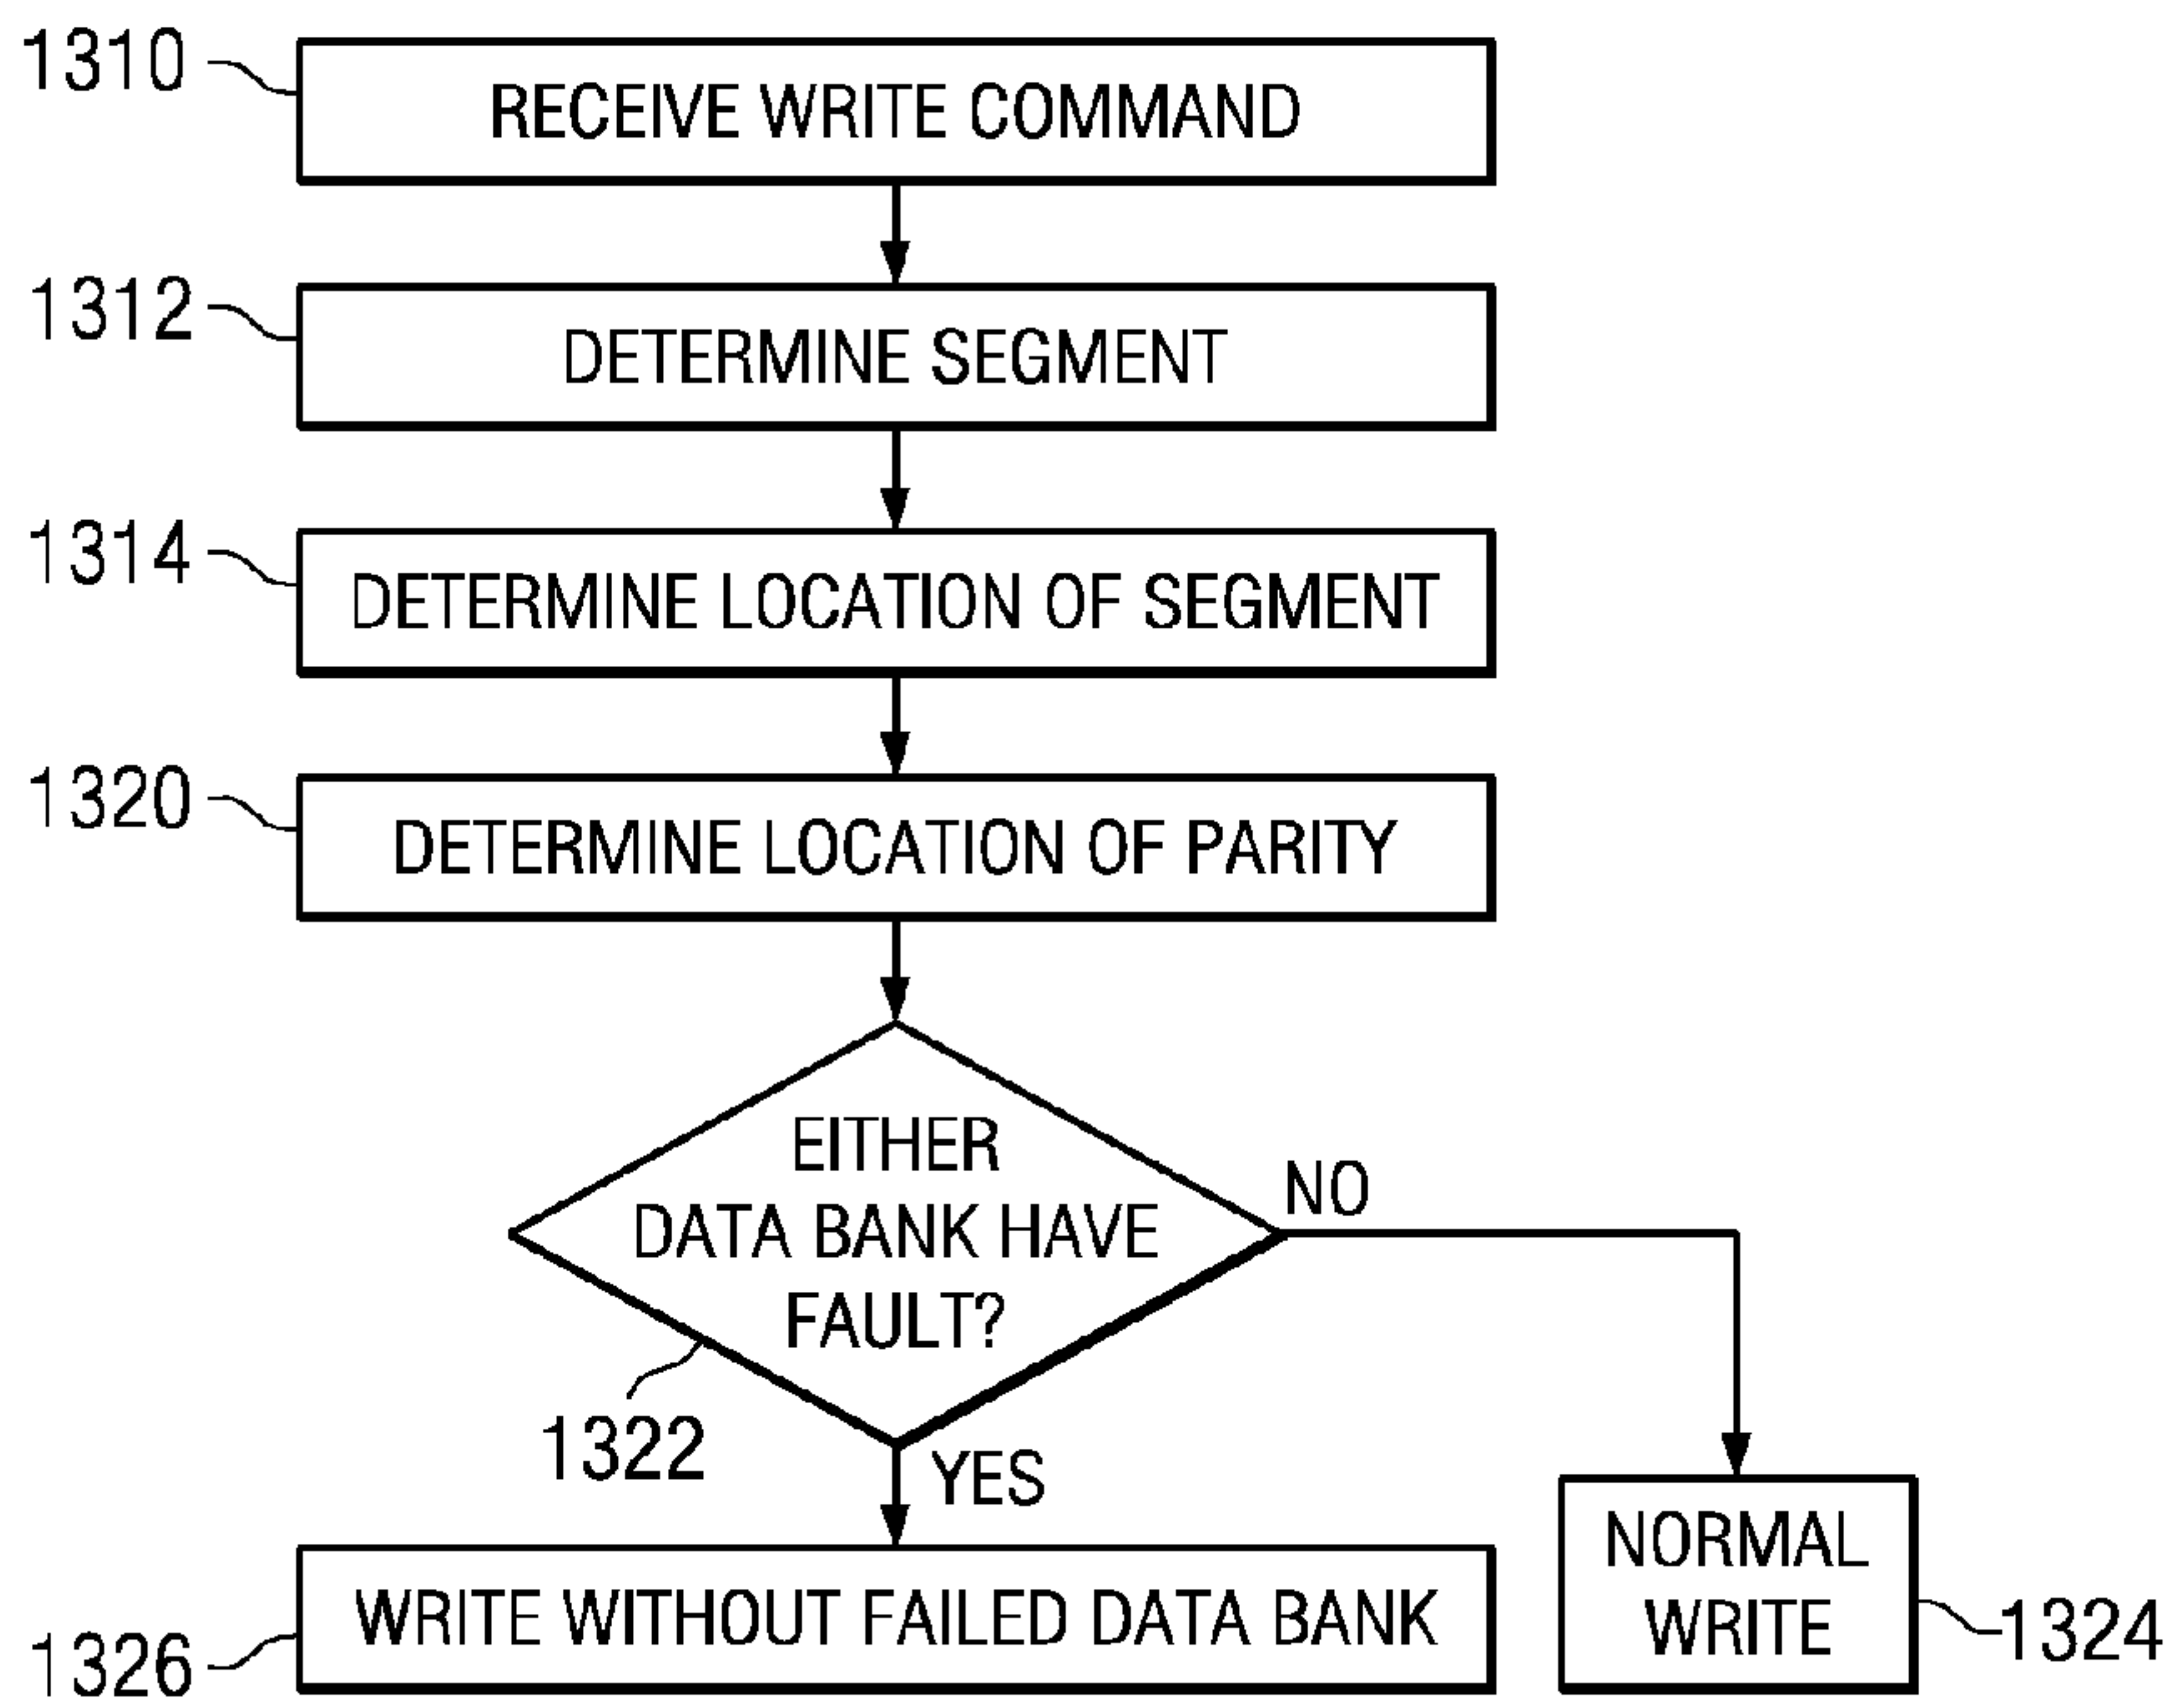 1310
RECEIVE WRITE COMMAND
1312
DETERMINE SEGMENT
1314
DETERMINE LOCATION OF SEGMENT
1320
DETERMINE LOCATION OF PARITY
EITHER
DATA BANK HAVE
FAULT?
NO
1322
YES
NORMAL
WRITE
1324
WRITE WITHOUT FAILED DATA BANK
1326